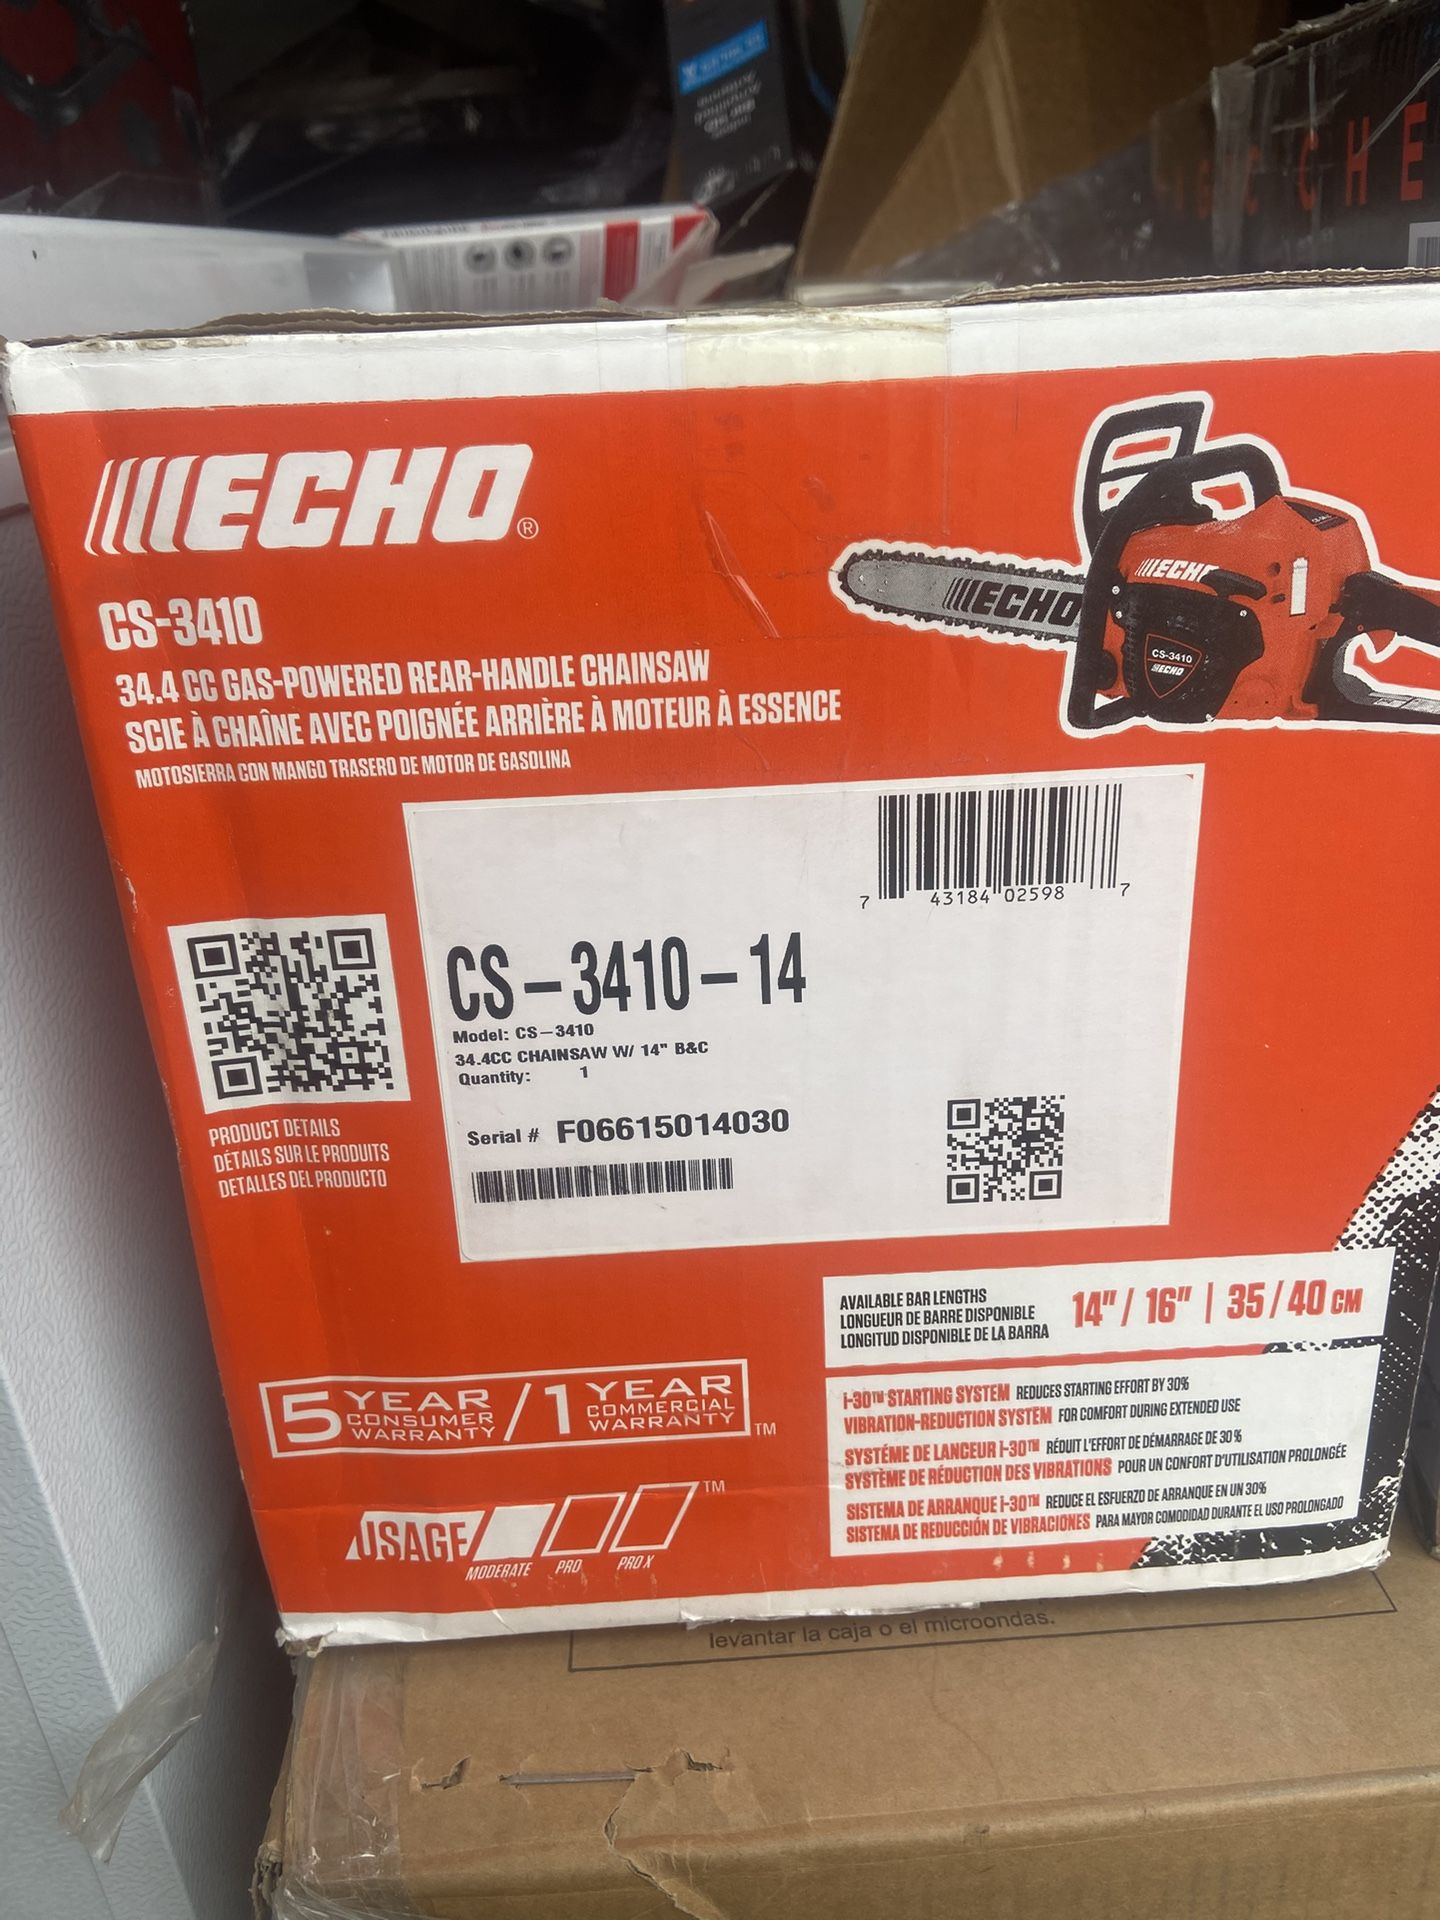 CHE
ECHO®
CS-3410
34.4 CC GAS-POWERED REAR-HANDLE CHAINSAW
SCIE À CHAÎNE AVEC POIGNÉE ARRIÈRE À MOTEUR À ESSENCE
MOTOSIERRA CON MANGO TRASERO DE MOTOR DE GASOLINA
ECHO
ECHO
CS-3410
ECHO
7 43184 02598 7
CS-3410-14
Model: CS-3410
34.4CC CHAINSAW W/ 14" B&C
Quantity: 1
Serial # F06615014030
PRODUCT DETAILS
DÉTAILS SUR LE PRODUITS
DETALLES DEL PRODUCTO
AVAILABLE BAR LENGTHS
LONGUEUR DE BARRE DISPONIBLE
LONGITUD DISPONIBLE DE LA BARRA
14" / 16" | 35 / 40 CM
5 YEAR CONSUMER WARRANTY / 1 YEAR COMMERCIAL WARRANTY ™
i-30™ STARTING SYSTEM REDUCES STARTING EFFORT BY 30%
VIBRATION-REDUCTION SYSTEM FOR COMFORT DURING EXTENDED USE
SYSTÉME DE LANCEUR i-30™ RÉDUIT L'EFFORT DE DÉMARRAGE DE 30 %
SYSTÈME DE RÉDUCTION DES VIBRATIONS POUR UN CONFORT D'UTILISATION PROLONGÉE
SISTEMA DE ARRANQUE i-30™ REDUCE EL ESFUERZO DE ARRANQUE EN UN 30%
SISTEMA DE REDUCCIÓN DE VIBRACIONES PARA MAYOR COMODIDAD DURANTE EL USO PROLONGADO
USAGE ™
MODERATE PRO PRO X
levantar la caja o el microondas.